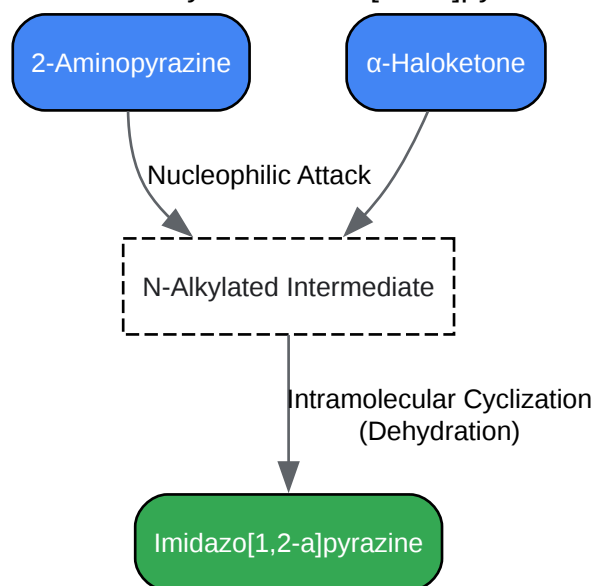 2-Aminopyrazine
α-Haloketone
Nucleophilic Attack
N-Alkylated Intermediate
Intramolecular Cyclization
(Dehydration)
Imidazo[1,2-a]pyrazine